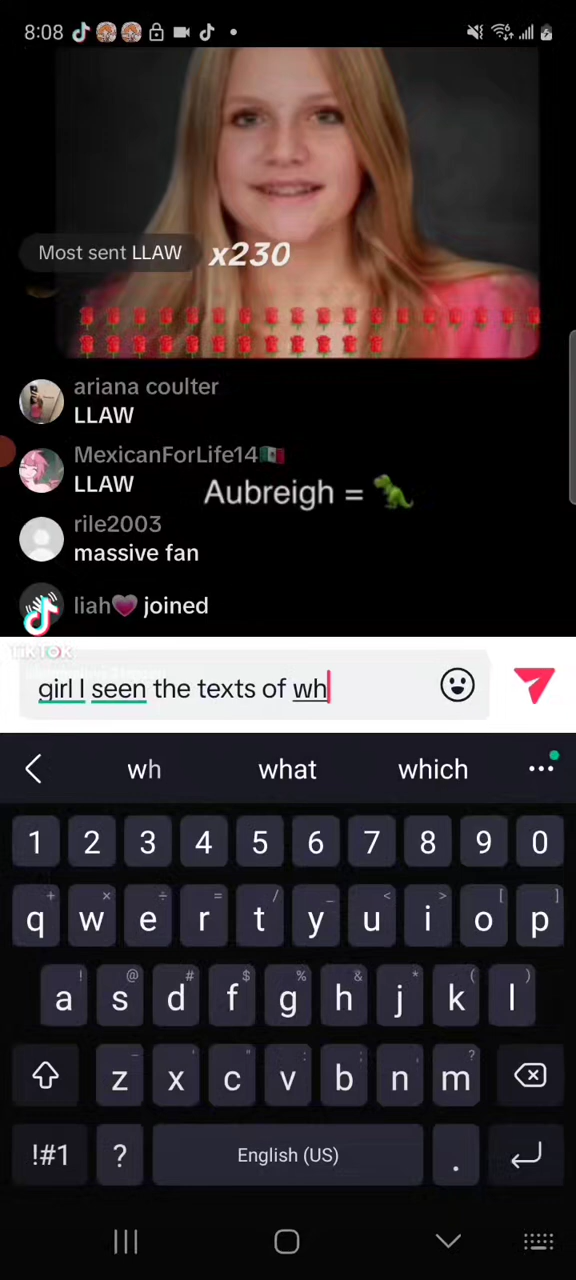 8:08
Most sent LLAW x230
ariana coulter
LLAW
MexicanForLife14🇲🇽
LLAW
Aubreigh = 🦖
rile2003
massive fan
liah💗 joined
TikTok
girl I seen the texts of wh
wh what which
1 2 3 4 5 6 7 8 9 0
+ × ÷ = / _ < > [ ]
q w e r t y u i o p
! @ # $ % & * ( )
a s d f g h j k l
- ' " : ; , ?
z x c v b n m
!#1 ? English (US) .